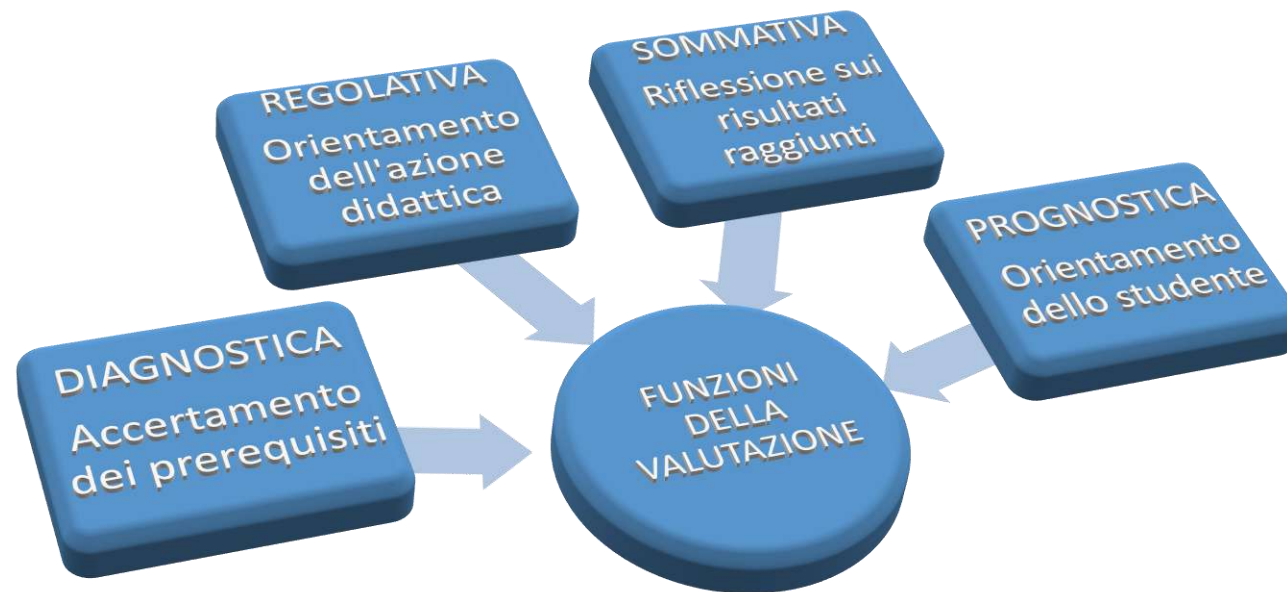 DIAGNOSTICA
Accertamento
dei prerequisiti
REGOLATIVA
Orientamento
dell'azione
didattica
SOMMATIVA
Riflessione sui
risultati
raggiunti
PROGNOSTICA
Orientamento
dello studente
FUNZIONI
DELLA
VALUTAZIONE